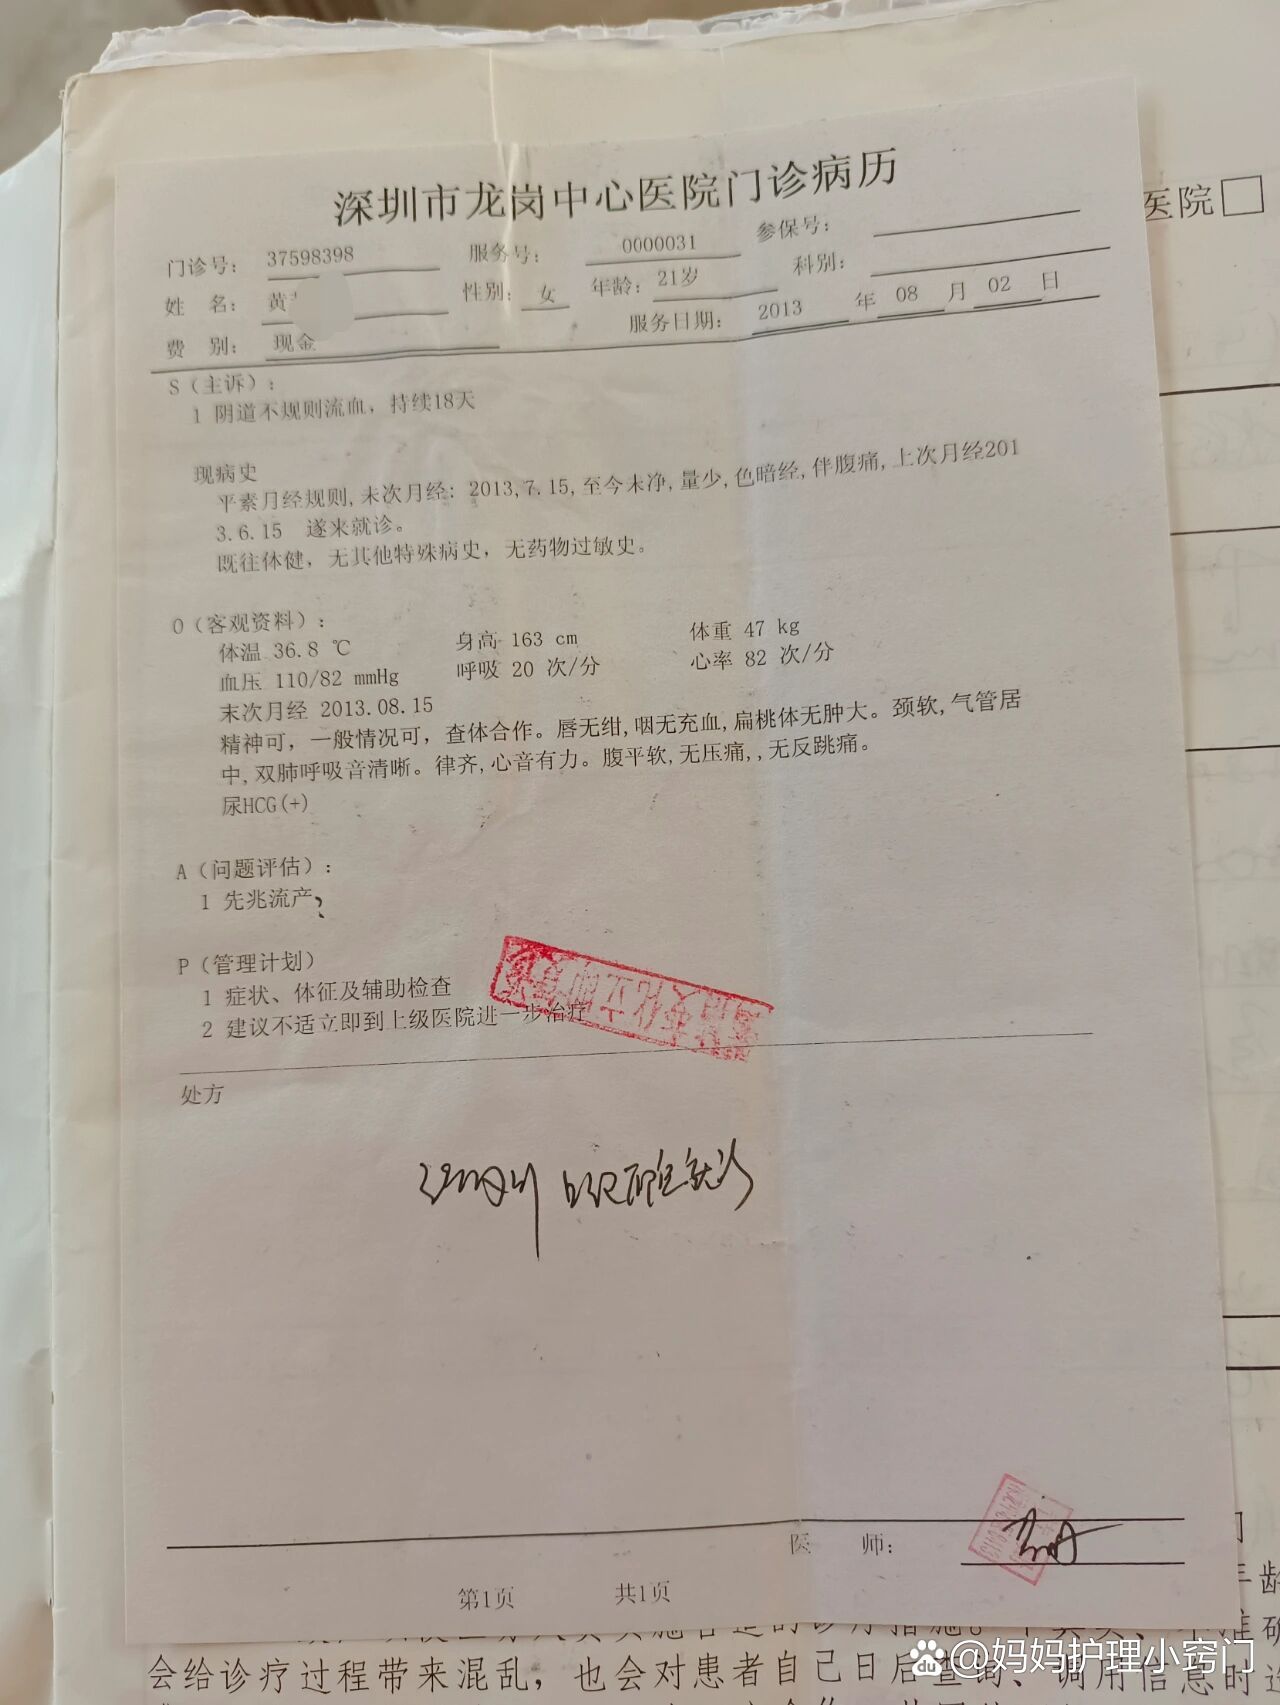 深圳市龙岗中心医院门诊病历
医院
门诊号: 37598398 服务号: 0000031 参保号:
姓 名: 黄 性别: 女 年龄: 21岁 科别:
费 别: 现金 服务日期: 2013 年 08 月 02 日
S(主诉):
1 阴道不规则流血, 持续18天
现病史
平素月经规则,末次月经: 2013,7.15,至今未净,量少,色暗经,伴腹痛,上次月经201
3.6.15 遂来就诊。
既往体健, 无其他特殊病史, 无药物过敏史。
O(客观资料):
体温 36.8 ℃ 身高 163 cm 体重 47 kg
血压 110/82 mmHg 呼吸 20 次/分 心率 82 次/分
末次月经 2013.08.15
精神可, 一般情况可, 查体合作。唇无绀,咽无充血,扁桃体无肿大。颈软,气管居
中,双肺呼吸音清晰。律齐,心音有力。腹平软,无压痛,,无反跳痛。
尿HCG(+)
A(问题评估):
1 先兆流产?
P(管理计划)
1 症状、体征及辅助检查
2 建议不适立即到上级医院进一步治疗
处方
医 师:
第1页 共1页
会给诊疗过程带来混乱, 也会对患者自己日后查询、调用信息时造
@妈妈护理小窍门